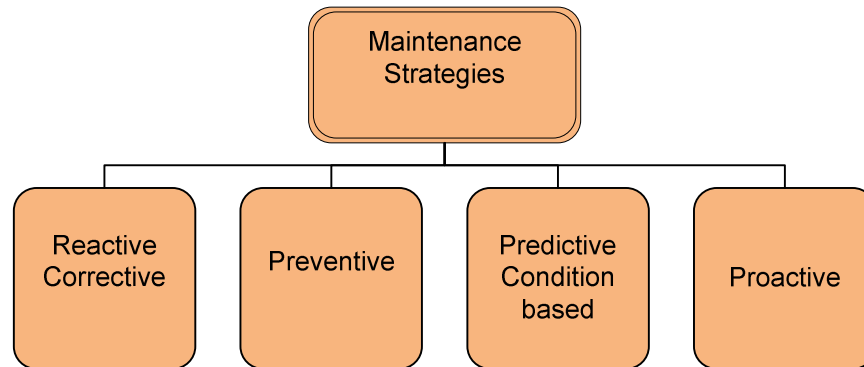 Maintenance
Strategies
Reactive
Corrective
Preventive
Predictive
Condition
based
Proactive